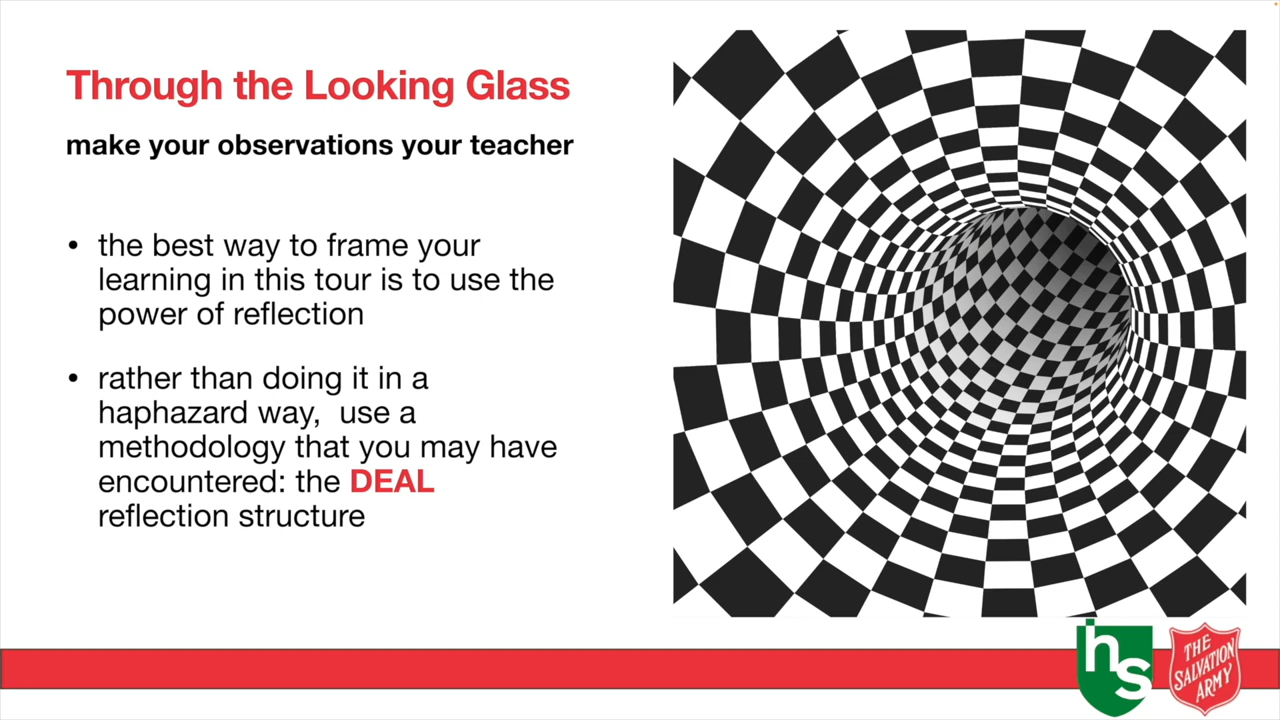 Through the Looking Glass
make your observations your teacher
• the best way to frame your
learning in this tour is to use the
power of reflection
• rather than doing it in a
haphazard way,  use a
methodology that you may have
encountered: the DEAL
reflection structure
hs
THE
SALVATION
ARMY